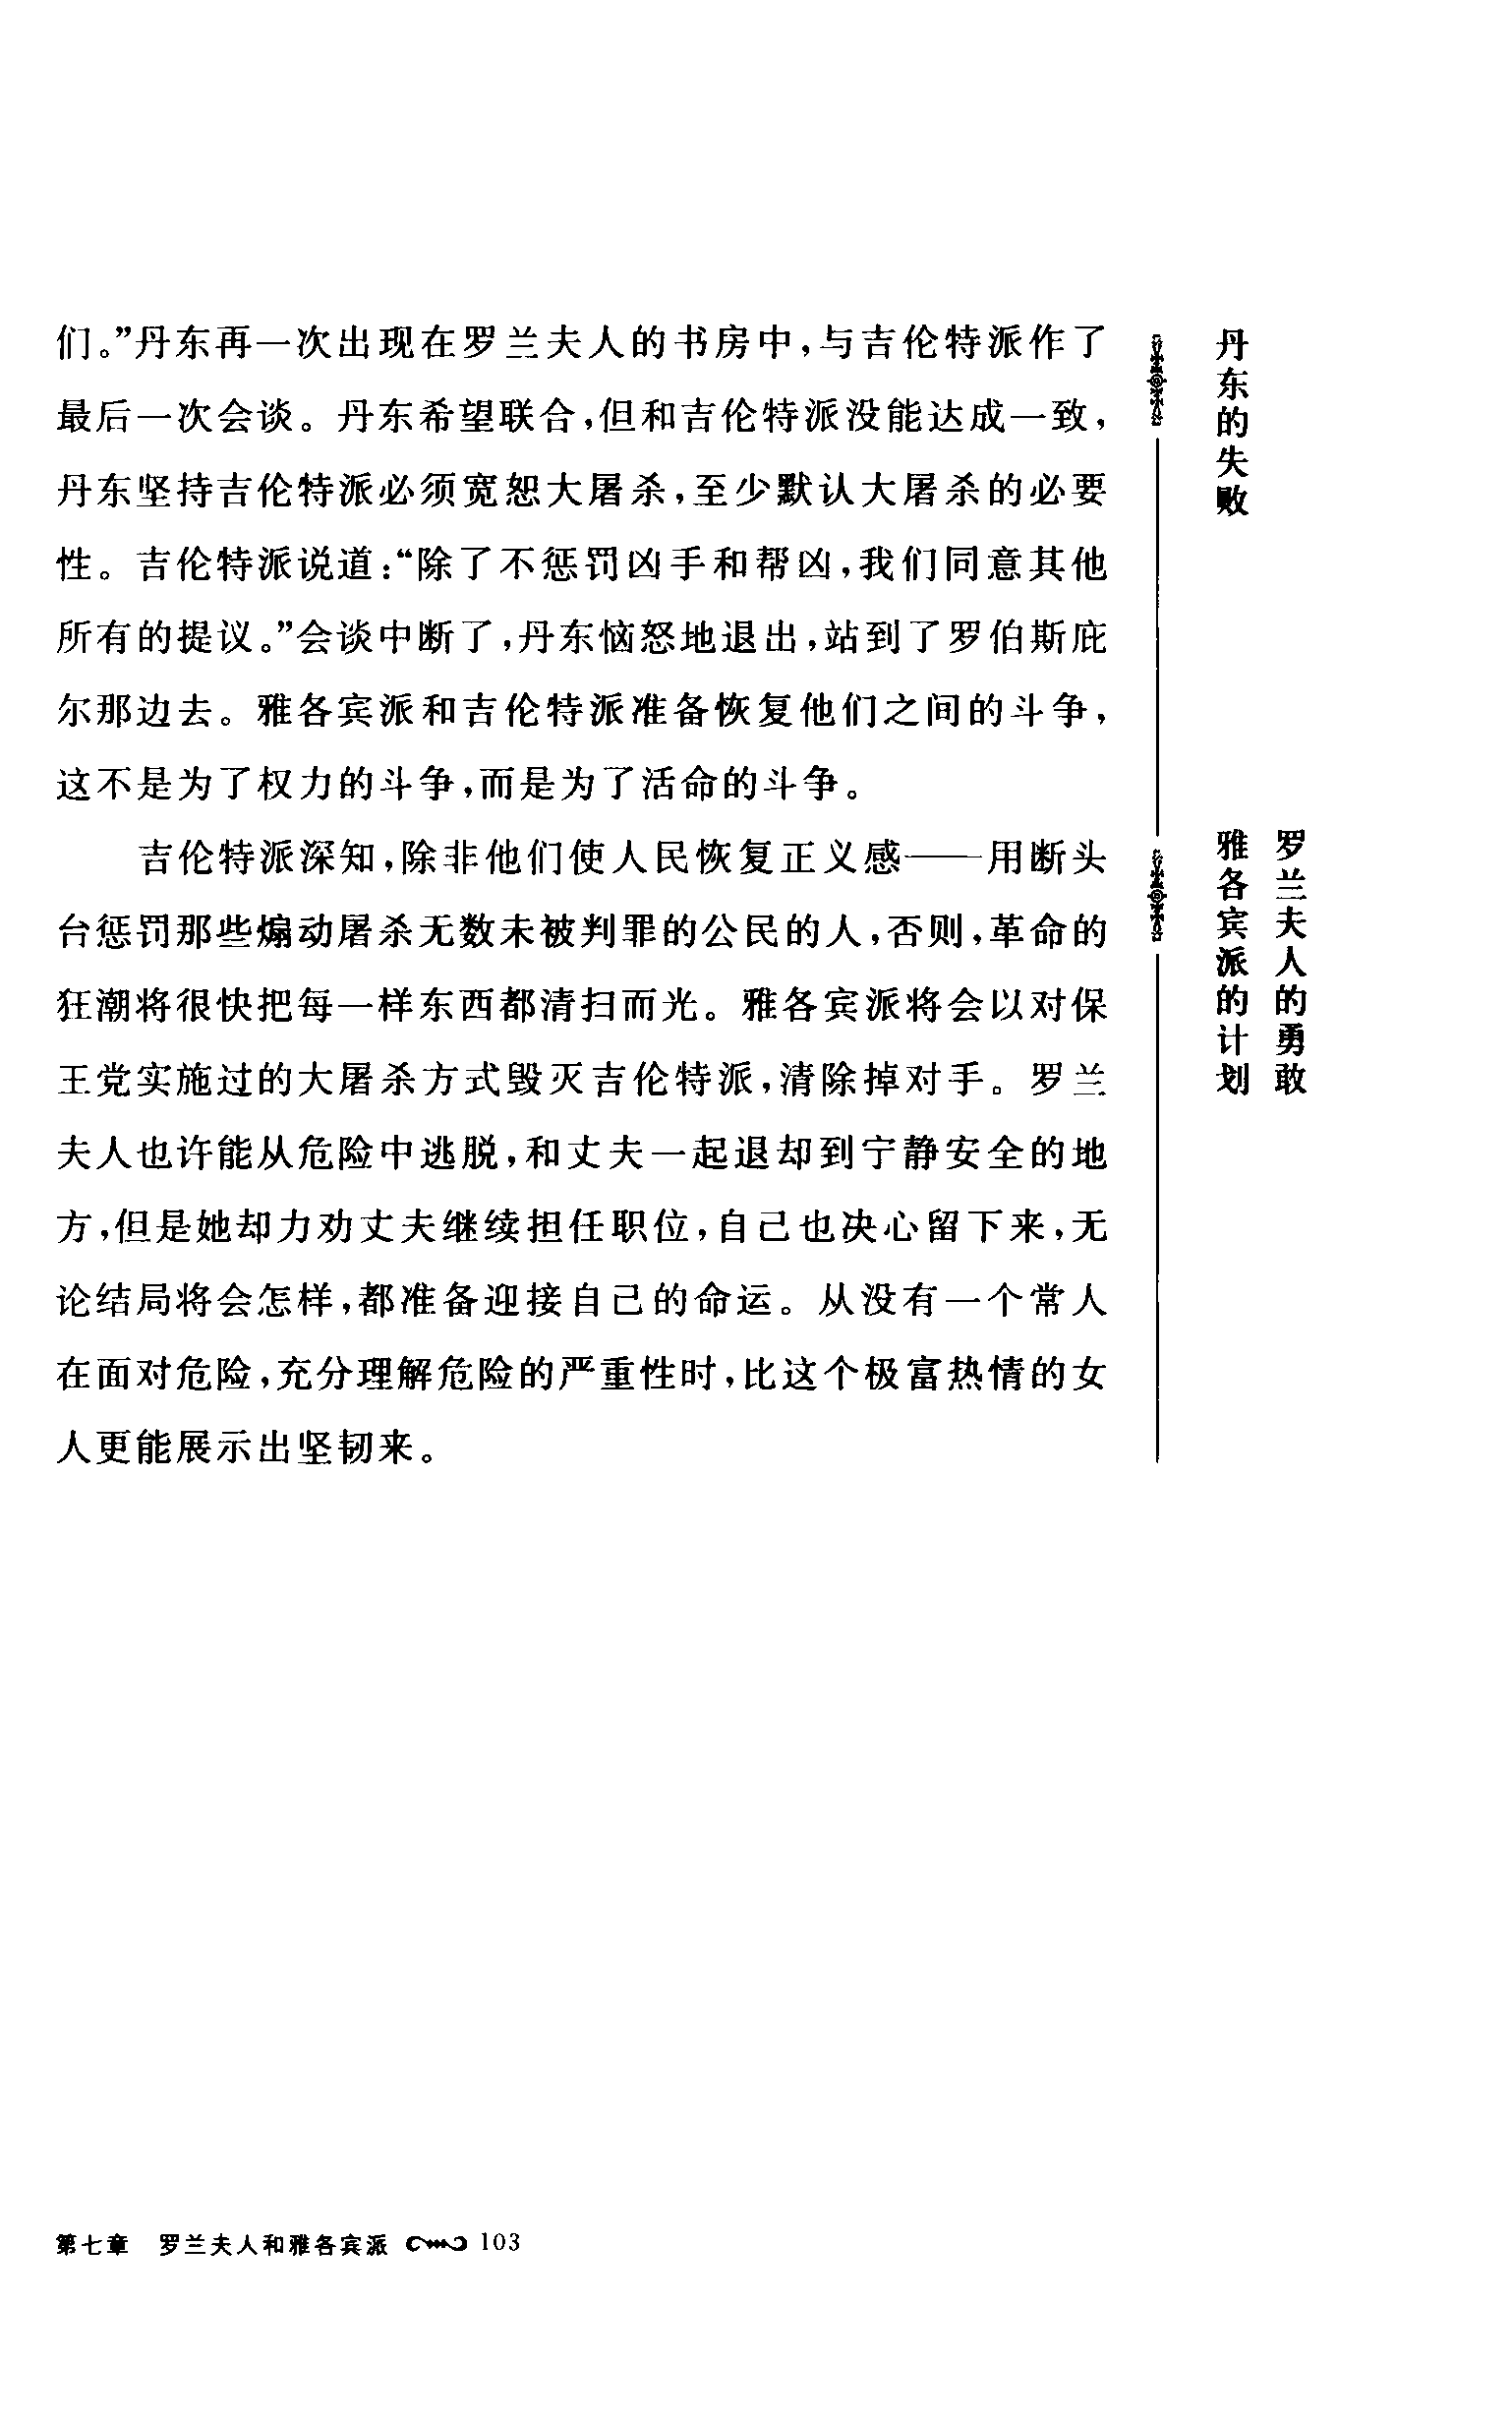 们。”丹东再一次出现在罗兰夫人的书房中，与吉伦特派作了
最后一次会谈。丹东希望联合，但和吉伦特派没能达成一致，
丹东坚持吉伦特派必须宽恕大屠杀，至少默认大屠杀的必要
性。吉伦特派说道：“除了不惩罚凶手和帮凶，我们同意其他
所有的提议。”会谈中断了，丹东恼怒地退出，站到了罗伯斯庇
尔那边去。雅各宾派和吉伦特派准备恢复他们之间的斗争，
这不是为了权力的斗争，而是为了活命的斗争。
吉伦特派深知，除非他们使人民恢复正义感——用断头
台惩罚那些煽动屠杀无数未被判罪的公民的人，否则，革命的
狂潮将很快把每一样东西都清扫而光。雅各宾派将会以对保
王党实施过的大屠杀方式毁灭吉伦特派，清除掉对手。罗兰
夫人也许能从危险中逃脱，和丈夫一起退却到宁静安全的地
方，但是她却力劝丈夫继续担任职位，自己也决心留下来，无
论结局将会怎样，都准备迎接自己的命运。从没有一个常人
在面对危险，充分理解危险的严重性时，比这个极富热情的女
人更能展示出坚韧来。
丹东的失败
罗兰夫人的勇敢
雅各宾派的计划
第七章 罗兰夫人和雅各宾派 103